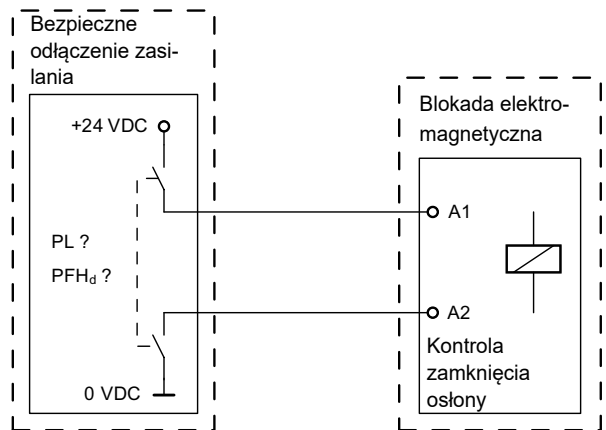 Bezpieczne
odłączenie zasi-
lania
+24 VDC
PL ?
PFHd ?
0 VDC
Blokada elektro-
magnetyczna
A1
A2
Kontrola
zamknięcia
osłony